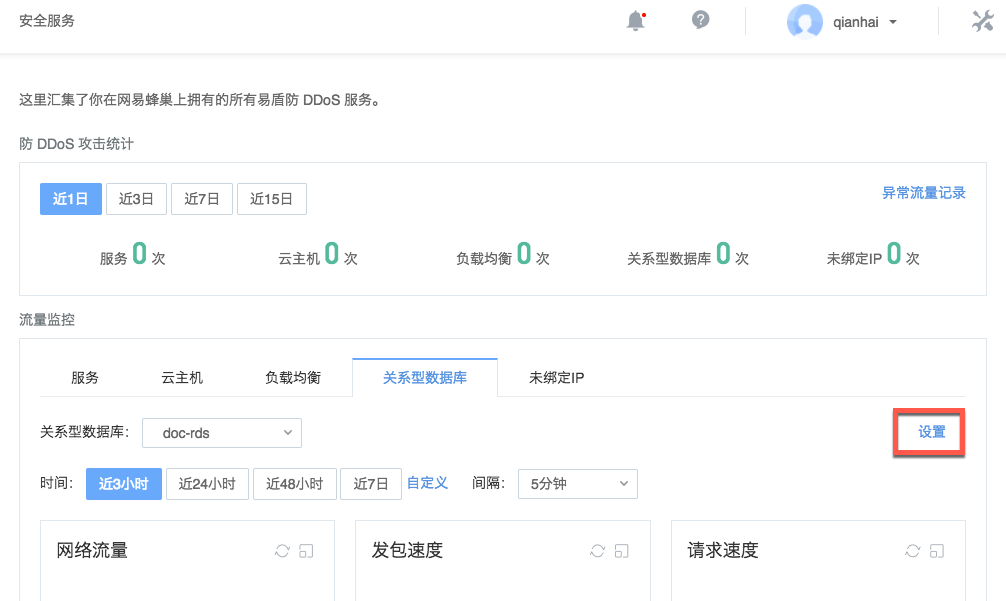 安全服务
qianhai
这里汇集了你在网易蜂巢上拥有的所有易盾防 DDoS 服务。
防 DDoS 攻击统计
近1日 近3日 近7日 近15日 异常流量记录
服务 0 次 云主机 0 次 负载均衡 0 次 关系型数据库 0 次 未绑定IP 0 次
流量监控
服务 云主机 负载均衡 关系型数据库 未绑定IP
关系型数据库： doc-rds 设置
时间： 近3小时 近24小时 近48小时 近7日 自定义 间隔： 5分钟
网络流量 发包速度 请求速度